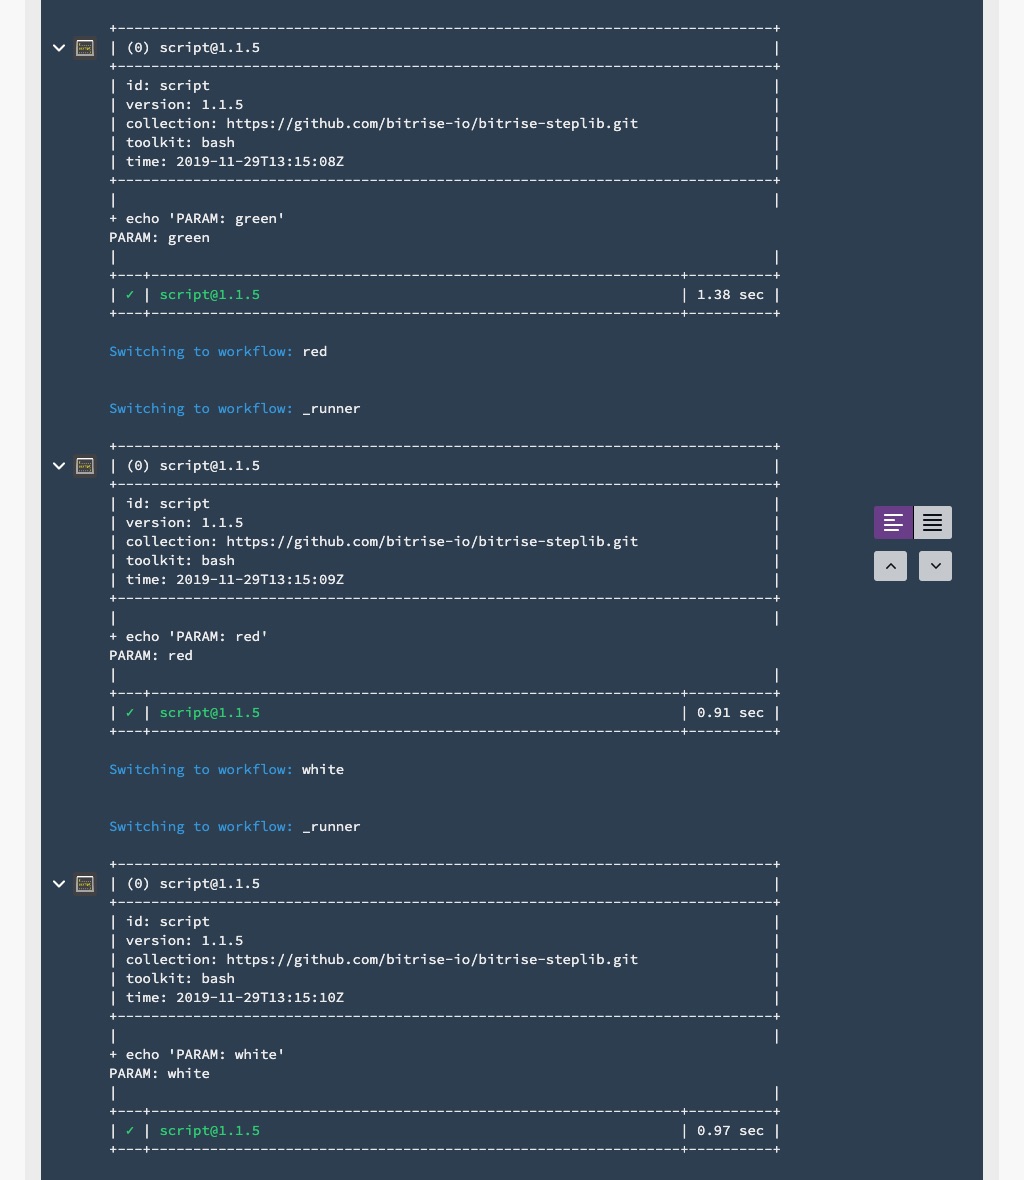 +------------------------------------------------------------------------------+
| (0) script@1.1.5                                                             |
+------------------------------------------------------------------------------+
| id: script                                                                   |
| version: 1.1.5                                                               |
| collection: https://github.com/bitrise-io/bitrise-steplib.git                |
| toolkit: bash                                                                |
| time: 2019-11-29T13:15:08Z                                                   |
+------------------------------------------------------------------------------+
|                                                                              |
+ echo 'PARAM: green'
PARAM: green
|                                                                              |
+---+---------------------------------------------------------------+----------+
| ✓ | script@1.1.5                                                  | 1.38 sec |
+---+---------------------------------------------------------------+----------+
Switching to workflow: red
Switching to workflow: _runner
+------------------------------------------------------------------------------+
| (0) script@1.1.5                                                             |
+------------------------------------------------------------------------------+
| id: script                                                                   |
| version: 1.1.5                                                               |
| collection: https://github.com/bitrise-io/bitrise-steplib.git                |
| toolkit: bash                                                                |
| time: 2019-11-29T13:15:09Z                                                   |
+------------------------------------------------------------------------------+
|                                                                              |
+ echo 'PARAM: red'
PARAM: red
|                                                                              |
+---+---------------------------------------------------------------+----------+
| ✓ | script@1.1.5                                                  | 0.91 sec |
+---+---------------------------------------------------------------+----------+
Switching to workflow: white
Switching to workflow: _runner
+------------------------------------------------------------------------------+
| (0) script@1.1.5                                                             |
+------------------------------------------------------------------------------+
| id: script                                                                   |
| version: 1.1.5                                                               |
| collection: https://github.com/bitrise-io/bitrise-steplib.git                |
| toolkit: bash                                                                |
| time: 2019-11-29T13:15:10Z                                                   |
+------------------------------------------------------------------------------+
|                                                                              |
+ echo 'PARAM: white'
PARAM: white
|                                                                              |
+---+---------------------------------------------------------------+----------+
| ✓ | script@1.1.5                                                  | 0.97 sec |
+---+---------------------------------------------------------------+----------+